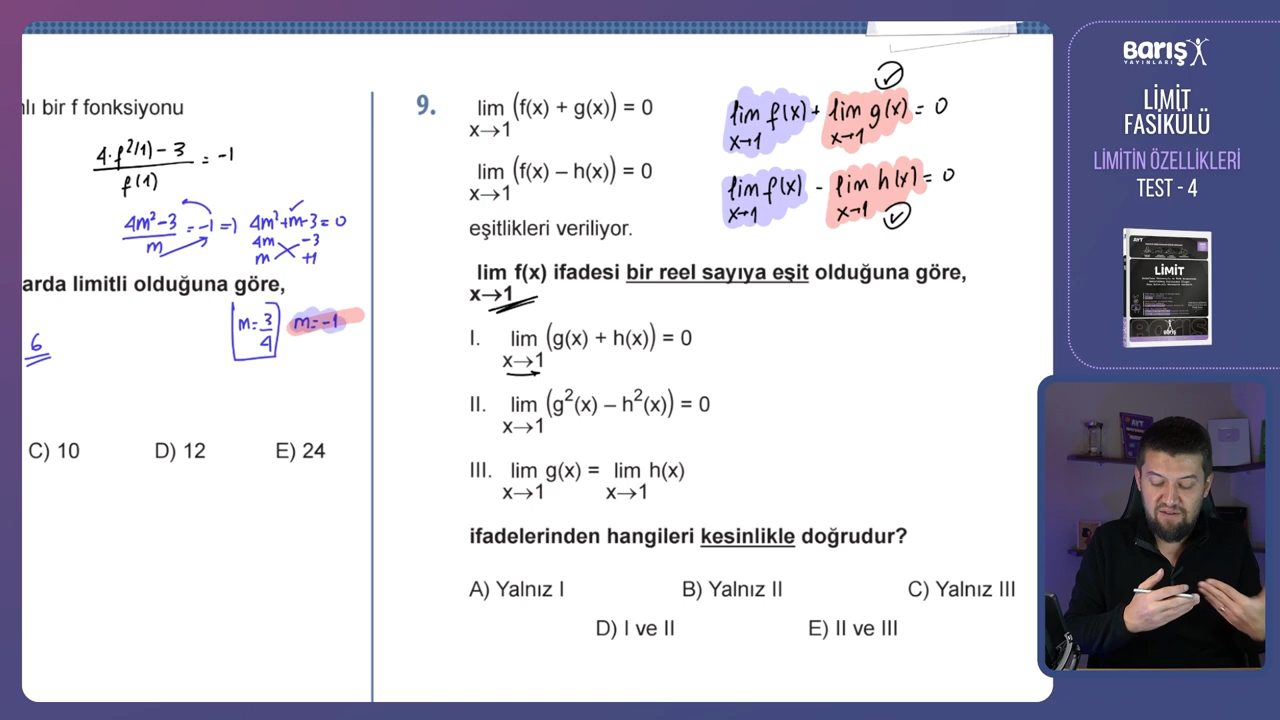 nlı bir f fonksiyonu
4·f²(1) − 3 / f(1) = −1
4m²−3 / m = −1 ⇒ 4m²+m−3=0
4m −3
m +1
arda limitli olduğuna göre,
m = 3/4 m=−1
6
C) 10 D) 12 E) 24
9. lim x→1 (f(x) + g(x)) = 0
lim x→1 (f(x) – h(x)) = 0
eşitlikleri veriliyor.
lim x→1 f(x) + lim x→1 g(x) = 0
lim x→1 f(x) - lim x→1 h(x) = 0
lim x→1 f(x) ifadesi bir reel sayıya eşit olduğuna göre,
I. lim x→1 (g(x) + h(x)) = 0
II. lim x→1 (g²(x) – h²(x)) = 0
III. lim x→1 g(x) = lim x→1 h(x)
ifadelerinden hangileri kesinlikle doğrudur?
A) Yalnız I B) Yalnız II C) Yalnız III
D) I ve II E) II ve III
BARIŞ
YAYINLARI
LİMİT
FASİKÜLÜ
LİMİTİN ÖZELLİKLERİ
TEST - 4
AYT
LİMİT
BARIŞ